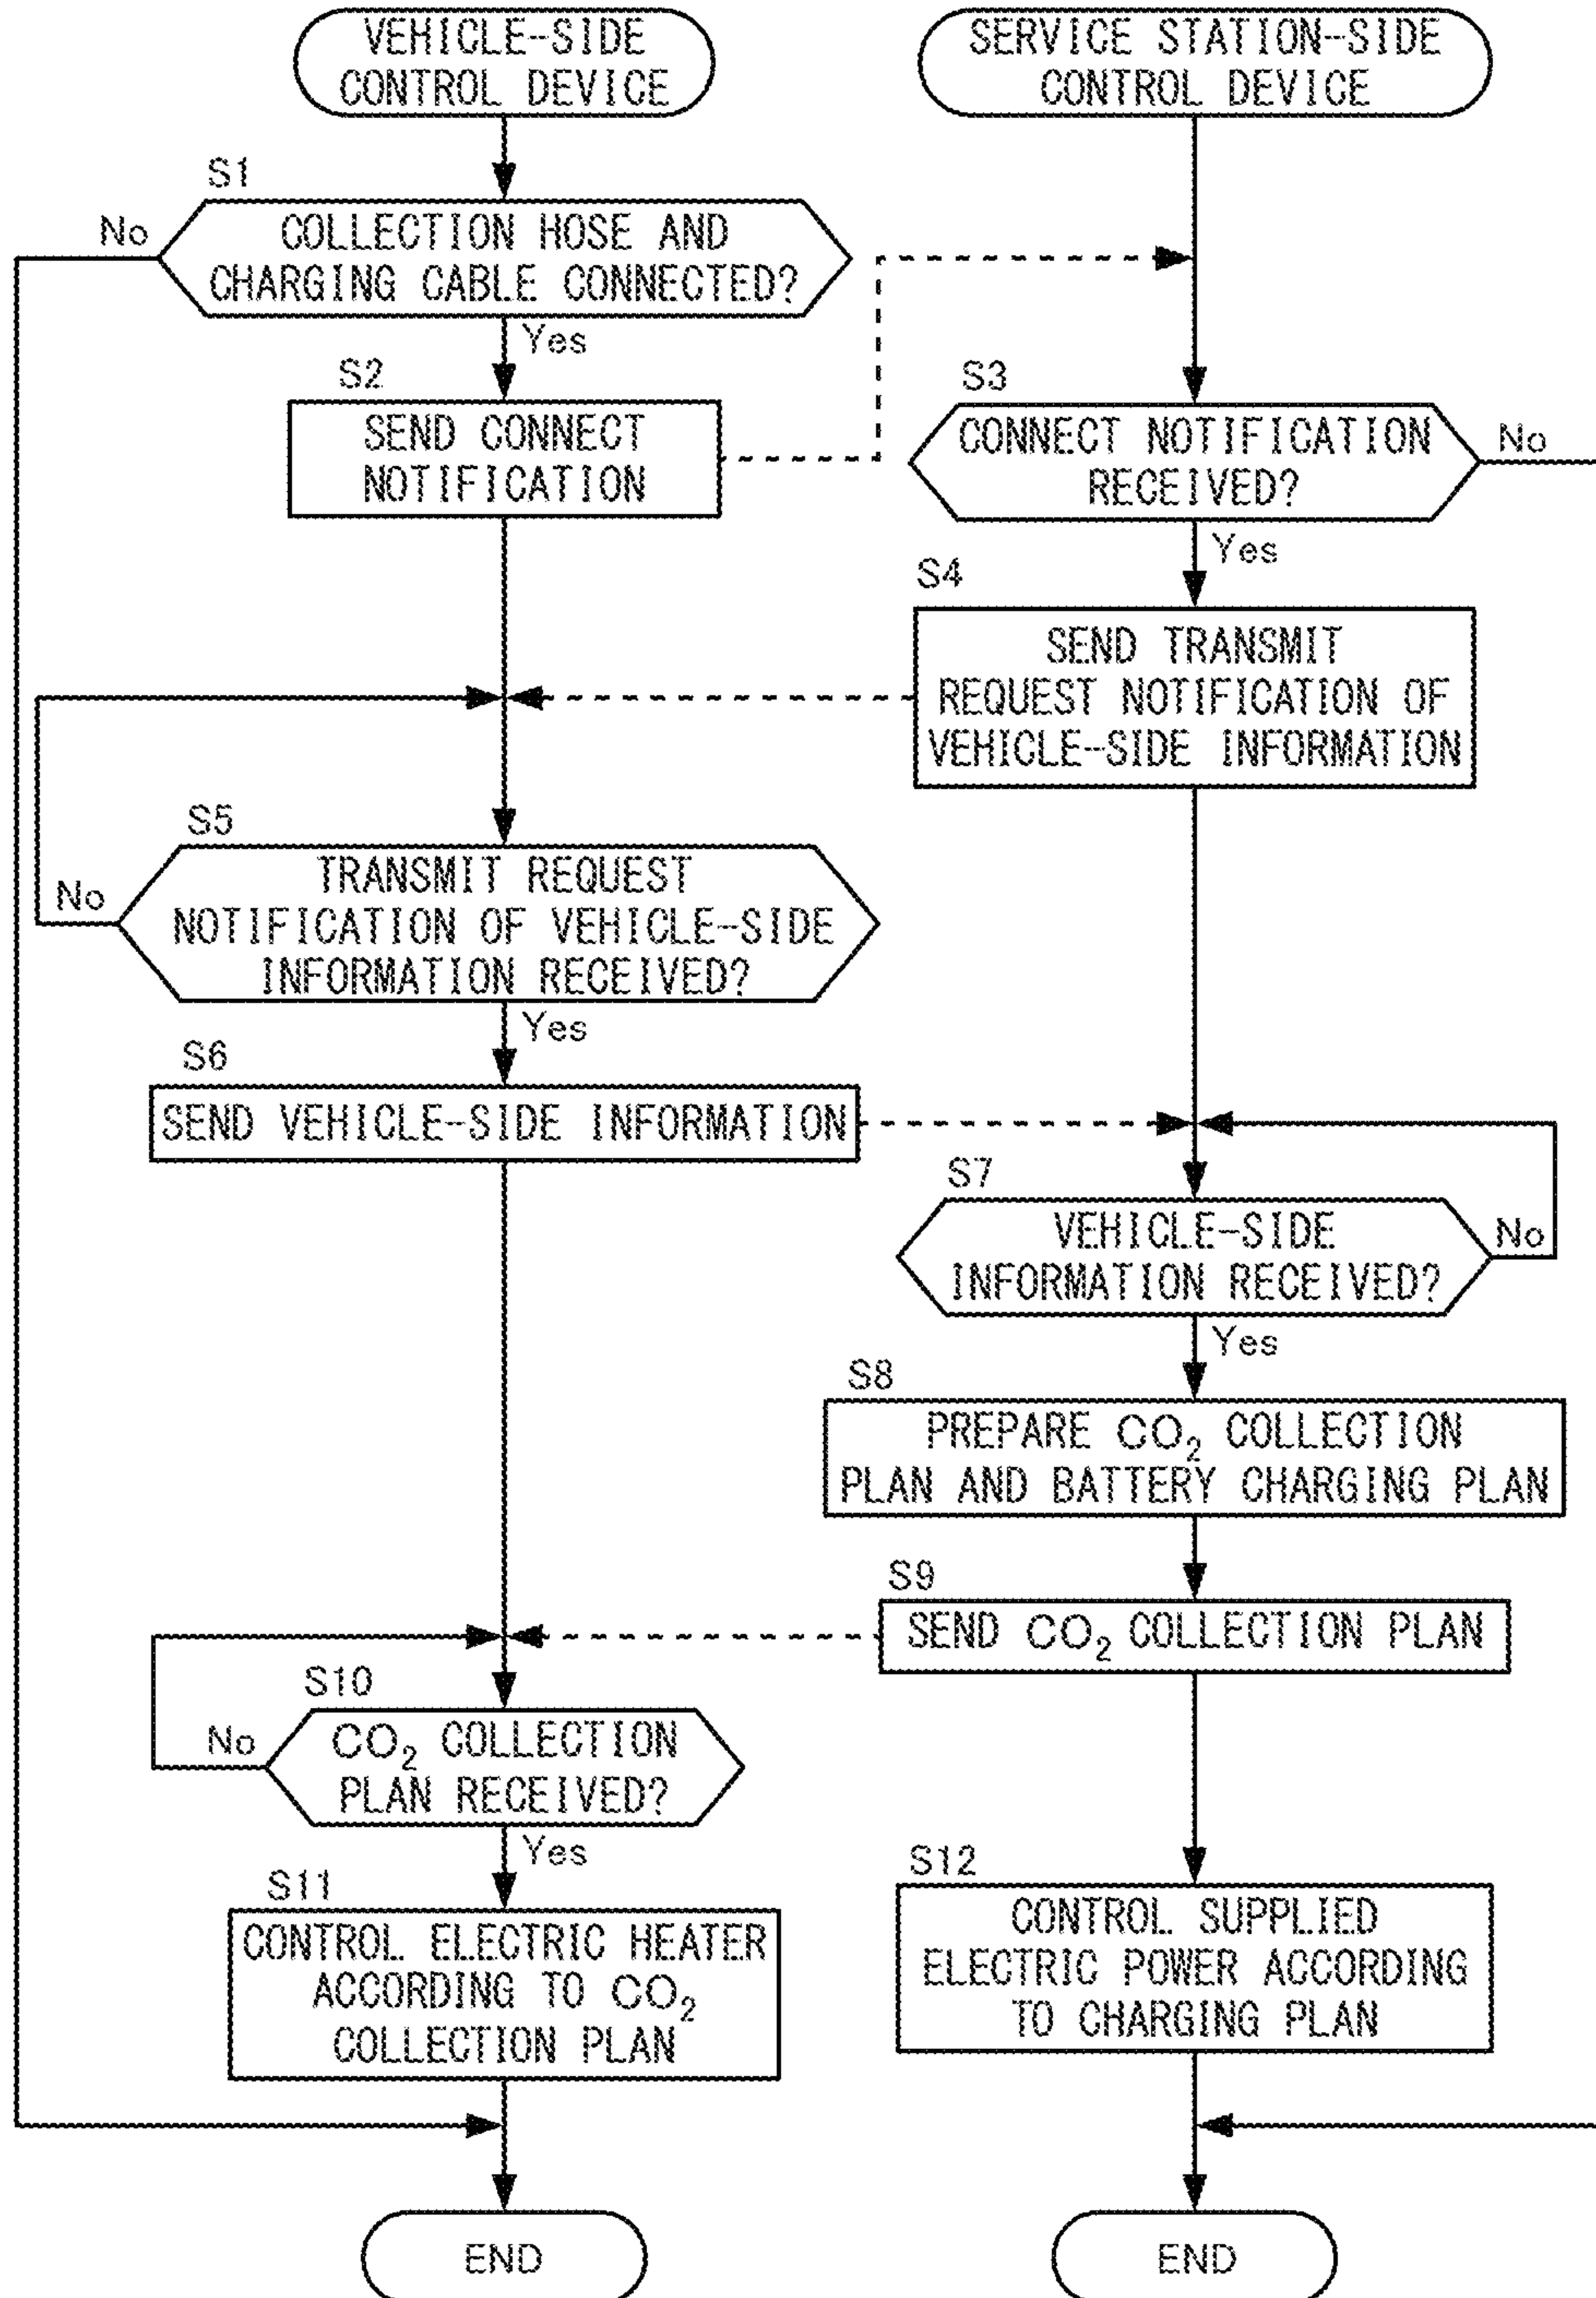 VEHICLE-SIDE
CONTROL DEVICE
SERVICE STATION-SIDE
CONTROL DEVICE
S1
No
COLLECTION HOSE AND
CHARGING CABLE CONNECTED?
Yes
S2
SEND CONNECT
NOTIFICATION
S3
CONNECT NOTIFICATION
RECEIVED?
No
Yes
S4
SEND TRANSMIT
REQUEST NOTIFICATION OF
VEHICLE-SIDE INFORMATION
S5
No
TRANSMIT REQUEST
NOTIFICATION OF VEHICLE-SIDE
INFORMATION RECEIVED?
Yes
S6
SEND VEHICLE-SIDE INFORMATION
S7
VEHICLE-SIDE
INFORMATION RECEIVED?
No
Yes
S8
PREPARE CO₂ COLLECTION
PLAN AND BATTERY CHARGING PLAN
S9
SEND CO₂ COLLECTION PLAN
S10
No
CO₂ COLLECTION
PLAN RECEIVED?
Yes
S11
CONTROL ELECTRIC HEATER
ACCORDING TO CO₂
COLLECTION PLAN
S12
CONTROL SUPPLIED
ELECTRIC POWER ACCORDING
TO CHARGING PLAN
END
END